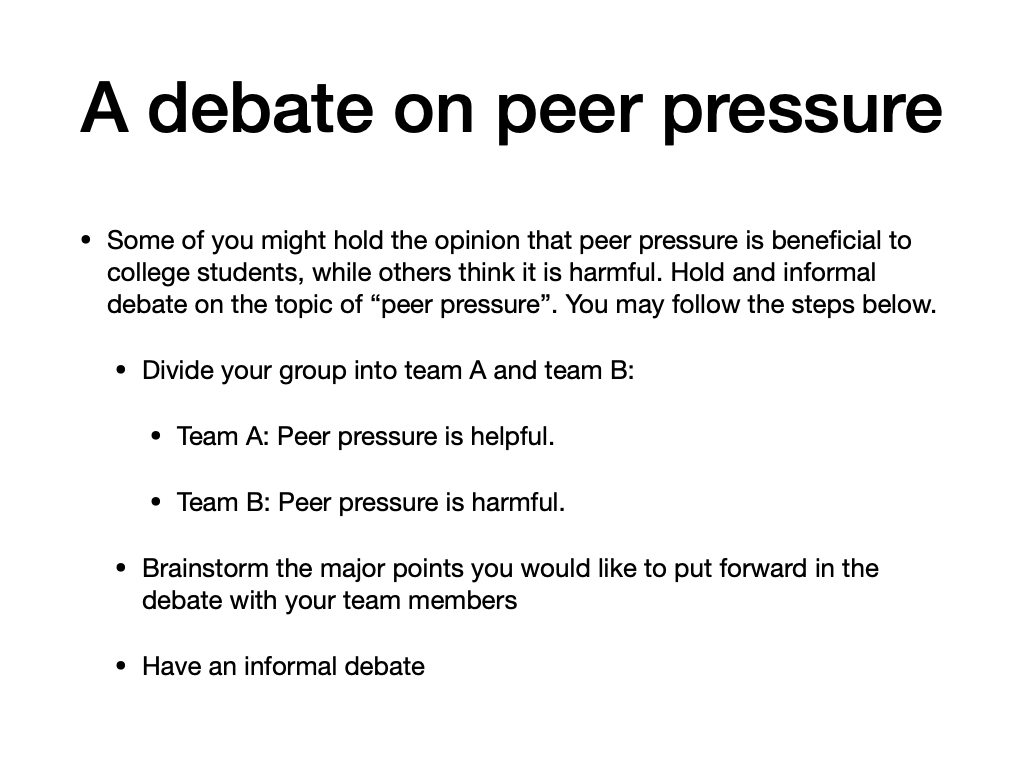 A debate on peer pressure
• Some of you might hold the opinion that peer pressure is beneficial to
college students, while others think it is harmful. Hold and informal
debate on the topic of “peer pressure”. You may follow the steps below.
• Divide your group into team A and team B:
• Team A: Peer pressure is helpful.
• Team B: Peer pressure is harmful.
• Brainstorm the major points you would like to put forward in the
debate with your team members
• Have an informal debate